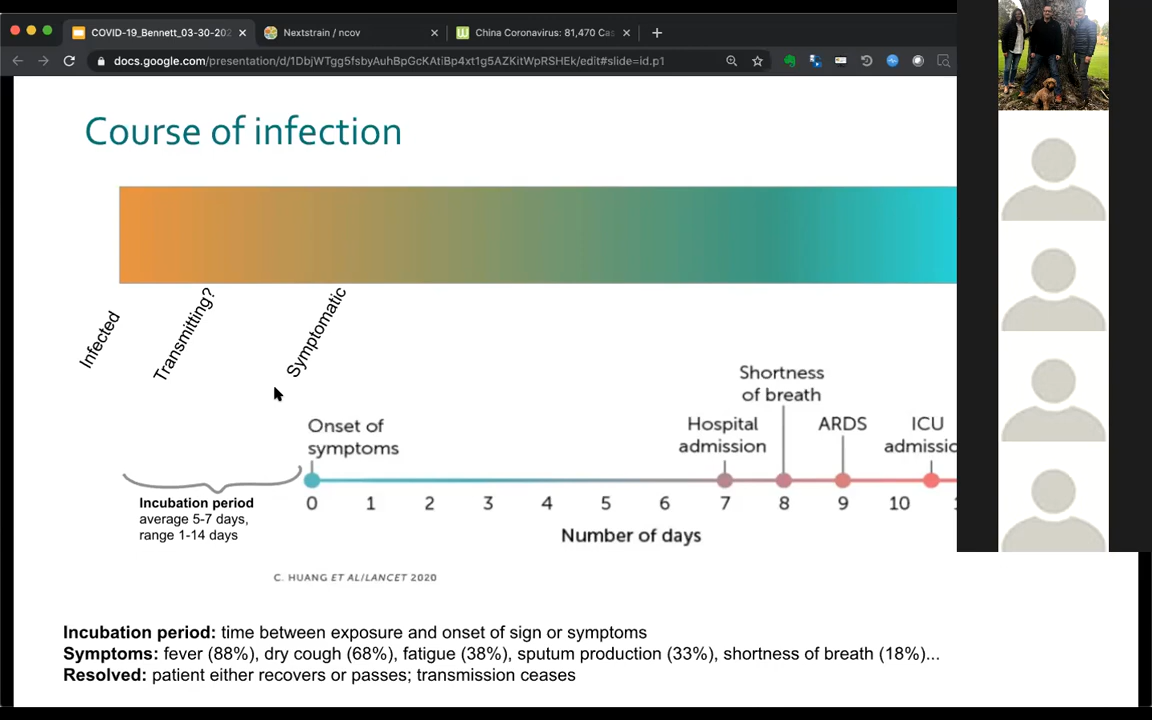 COVID-19_Bennett_03-30-202
Nextstrain / ncov
China Coronavirus: 81,470 Cas
docs.google.com/presentation/d/1DbjWTgg5fsbyAuhBpGcKAtiBp4xt1g5AZKitWpRSHEk/edit#slide=id.p1
Course of infection
Infected
Transmitting?
Symptomatic
Onset of
symptoms
Shortness
of breath
Hospital
admission
ARDS
ICU
admissic
0 1 2 3 4 5 6 7 8 9 10
Number of days
Incubation period
average 5-7 days,
range 1-14 days
C. HUANG ET AL/LANCET 2020
Incubation period: time between exposure and onset of sign or symptoms
Symptoms: fever (88%), dry cough (68%), fatigue (38%), sputum production (33%), shortness of breath (18%)...
Resolved: patient either recovers or passes; transmission ceases